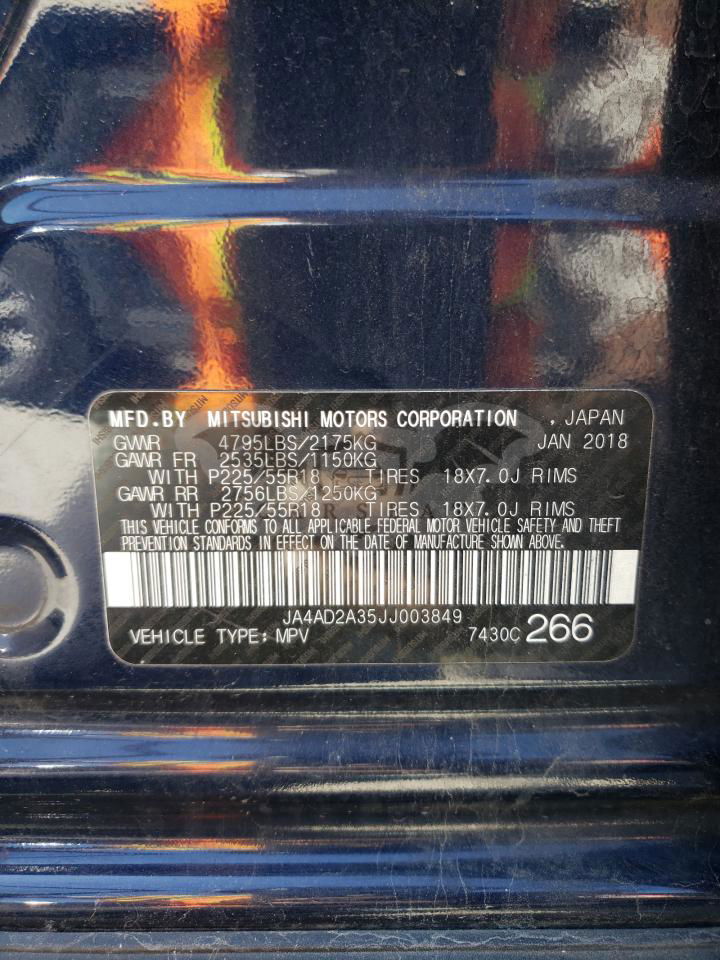 MFD.BY MITSUBISHI MOTORS CORPORATION , JAPAN
GVWR 4795LBS/2175KG JAN 2018
GAWR FR 2535LBS/1150KG
WITH P225/55R18 TIRES 18X7.0J RIMS
GAWR RR 2756LBS/1250KG
WITH P225/55R18 TIRES 18X7.0J RIMS
THIS VEHICLE CONFORMS TO ALL APPLICABLE FEDERAL MOTOR VEHICLE SAFETY AND THEFT
PREVENTION STANDARDS IN EFFECT ON THE DATE OF MANUFACTURE SHOWN ABOVE.
JA4AD2A35JJ003849
VEHICLE TYPE: MPV 7430C 266